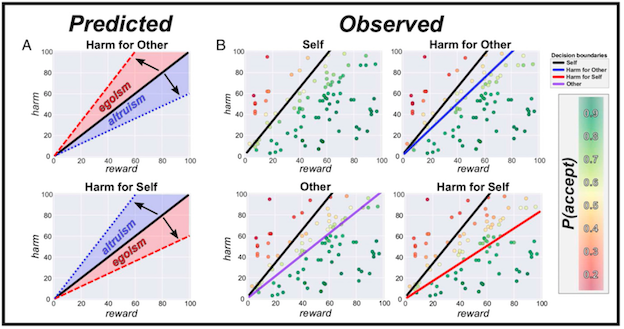 Predicted
Observed
A
Harm for Other
harm
100
80
60
40
20
0
egoism
altruism
0 20 40 60 80 100
reward
Harm for Self
harm
100
80
60
40
20
0
altruism
egoism
0 20 40 60 80 100
reward
B
Self
harm
100
80
60
40
20
0
0 20 40 60 80 100
reward
Harm for Other
harm
100
80
60
40
20
0
0 20 40 60 80 100
reward
Other
harm
100
80
60
40
20
0
0 20 40 60 80 100
reward
Harm for Self
harm
100
80
60
40
20
0
0 20 40 60 80 100
reward
Decision boundaries
Self
Harm for Other
Harm for Self
Other
P(accept)
0.9
0.8
0.7
0.6
0.5
0.4
0.3
0.2